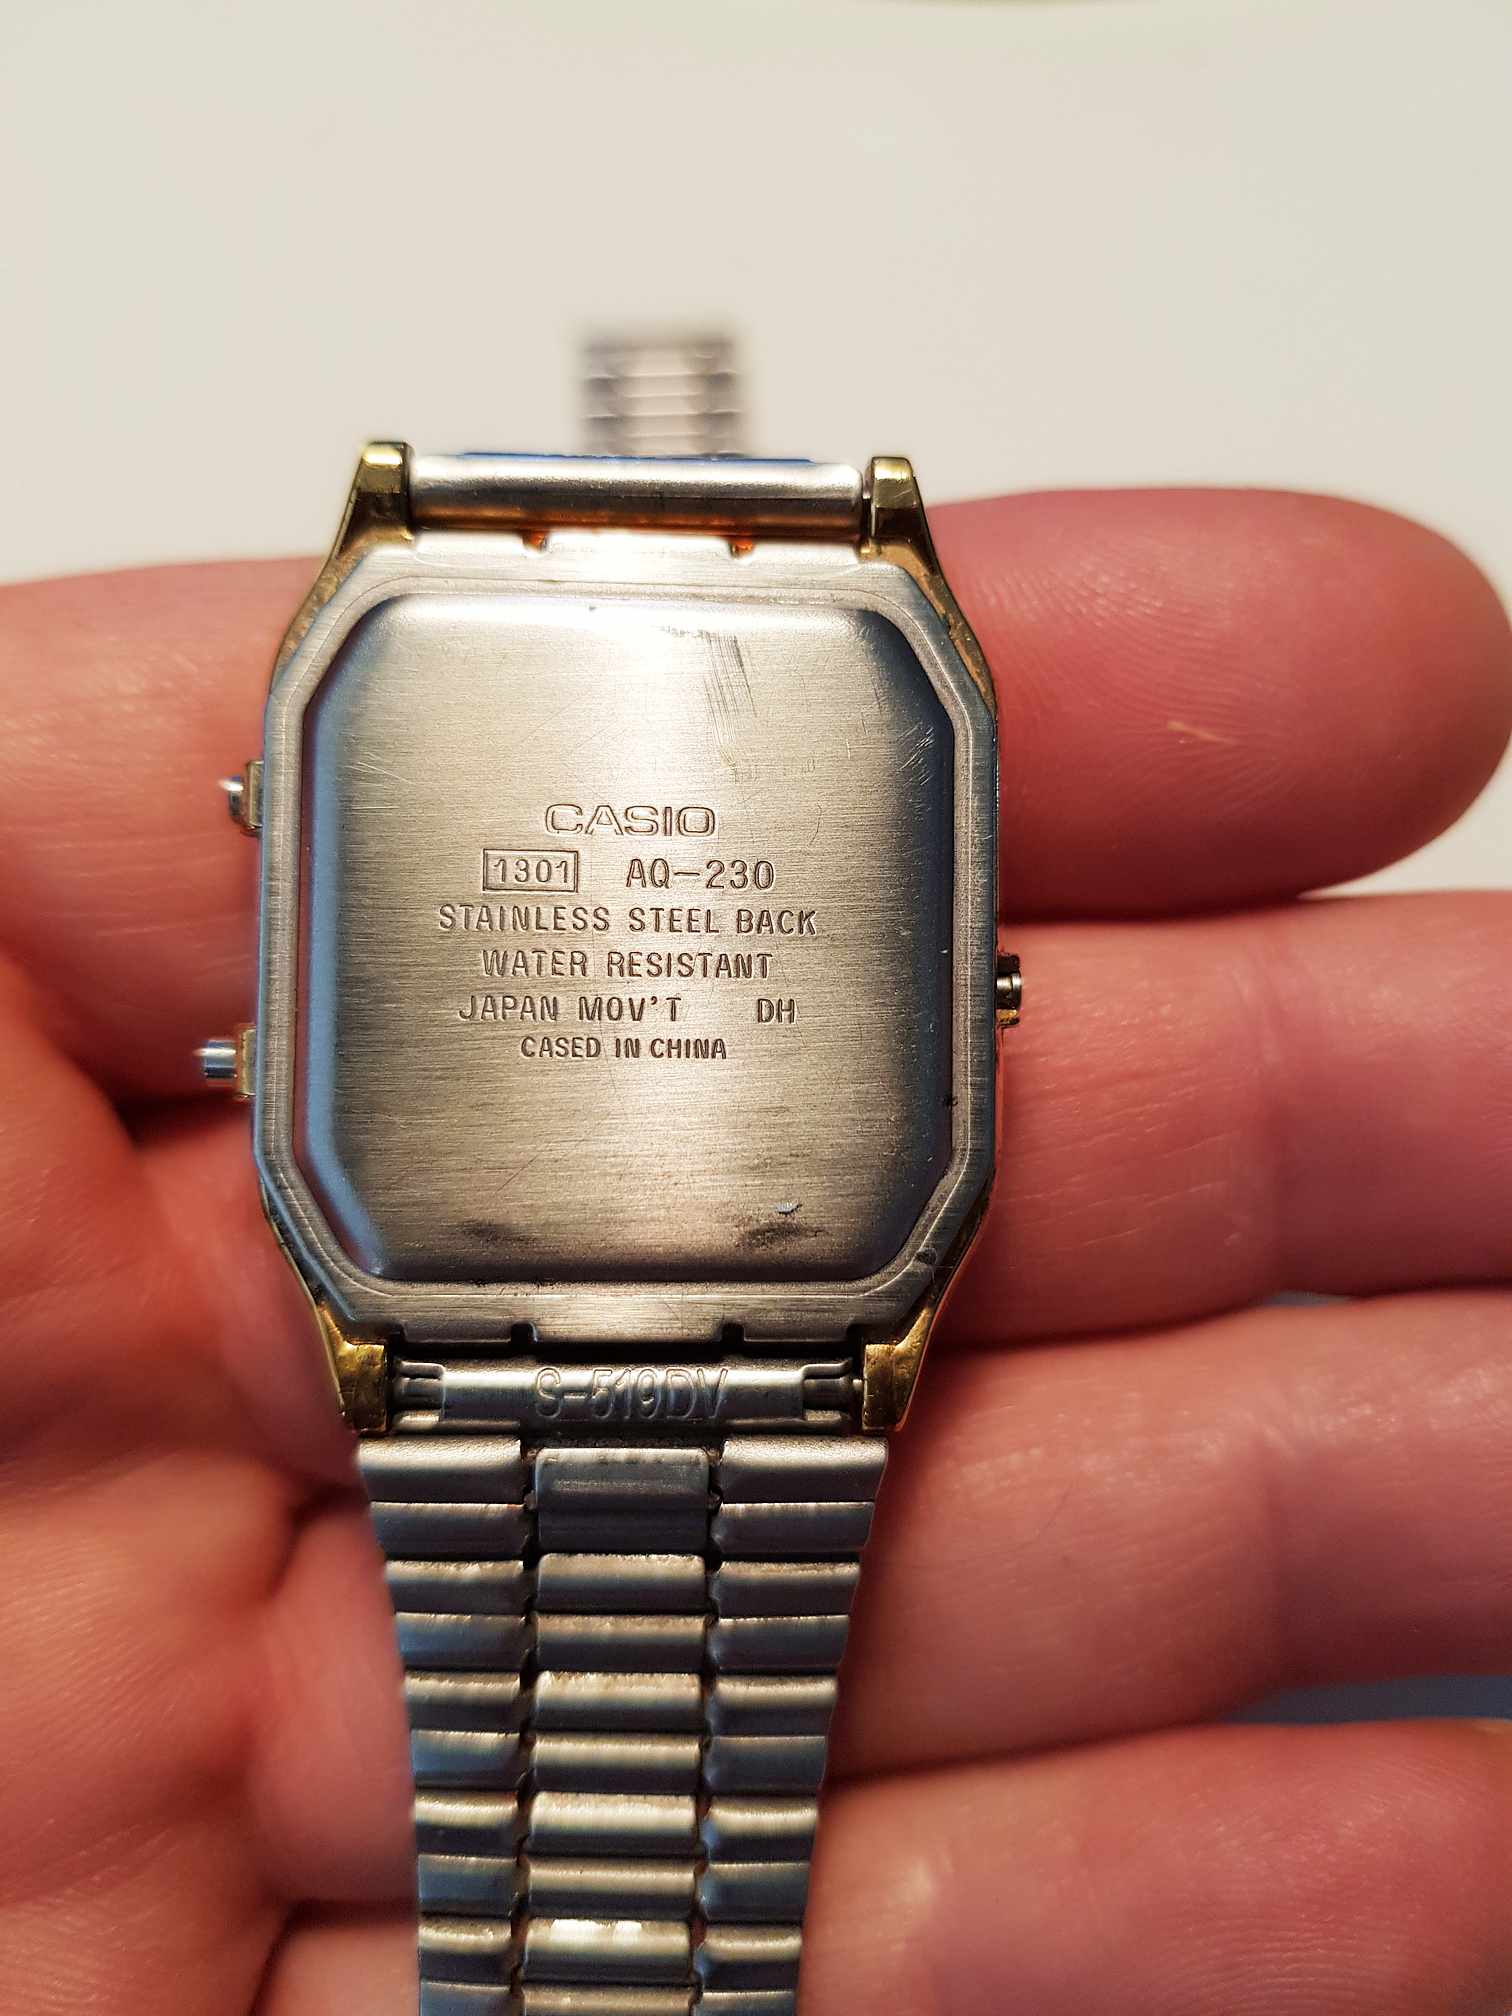 CASIO
1301 AQ-230
STAINLESS STEEL BACK
WATER RESISTANT
JAPAN MOV'T DH
CASED IN CHINA
S-519DV